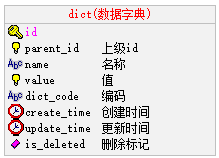 dict(数据字典)
id
parent_id 上级id
name 名称
value 值
dict_code 编码
create_time 创建时间
update_time 更新时间
is_deleted 删除标记